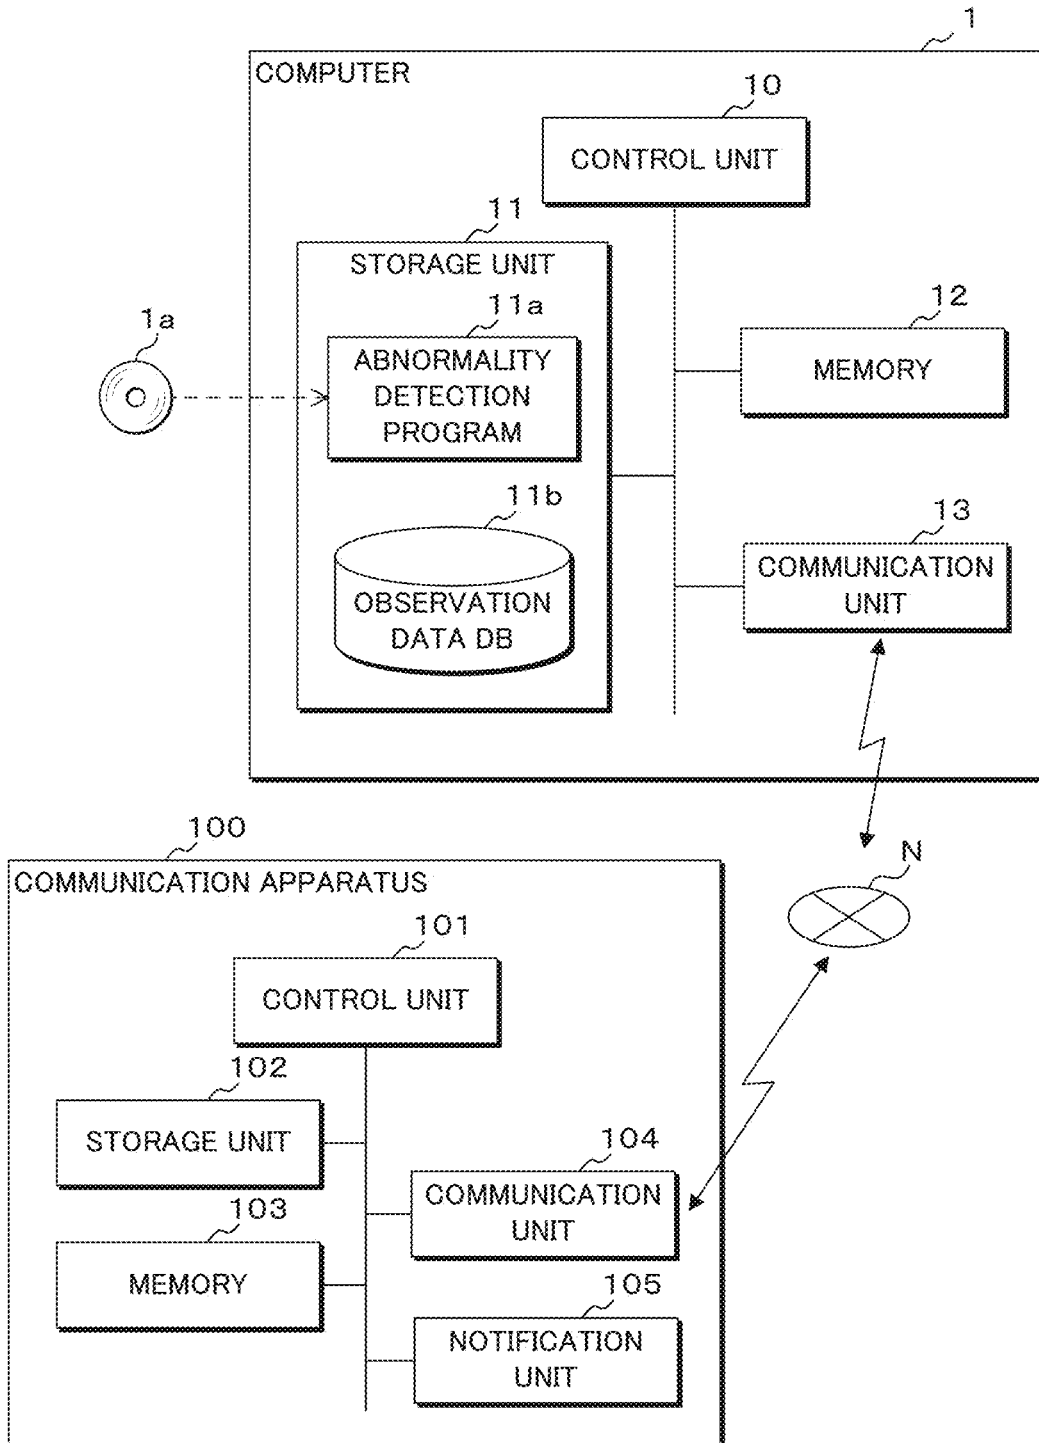 1
COMPUTER
10
CONTROL UNIT
11
STORAGE UNIT
11a
ABNORMALITY
DETECTION
PROGRAM
1a
12
MEMORY
11b
OBSERVATION
DATA DB
13
COMMUNICATION
UNIT
N
100
COMMUNICATION APPARATUS
101
CONTROL UNIT
102
STORAGE UNIT
103
MEMORY
104
COMMUNICATION
UNIT
105
NOTIFICATION
UNIT